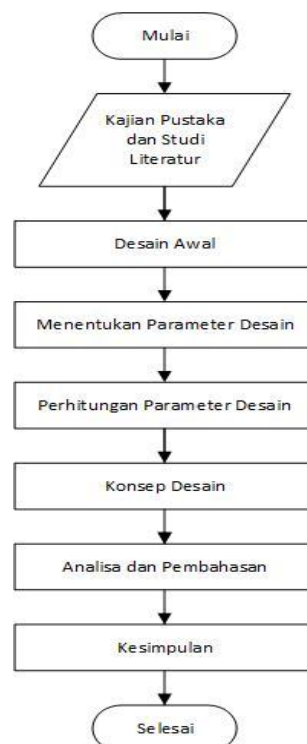 Mulai
Kajian Pustaka
dan Studi
Literatur
Desain Awal
Menentukan Parameter Desain
Perhitungan Parameter Desain
Konsep Desain
Analisa dan Pembahasan
Kesimpulan
Selesai